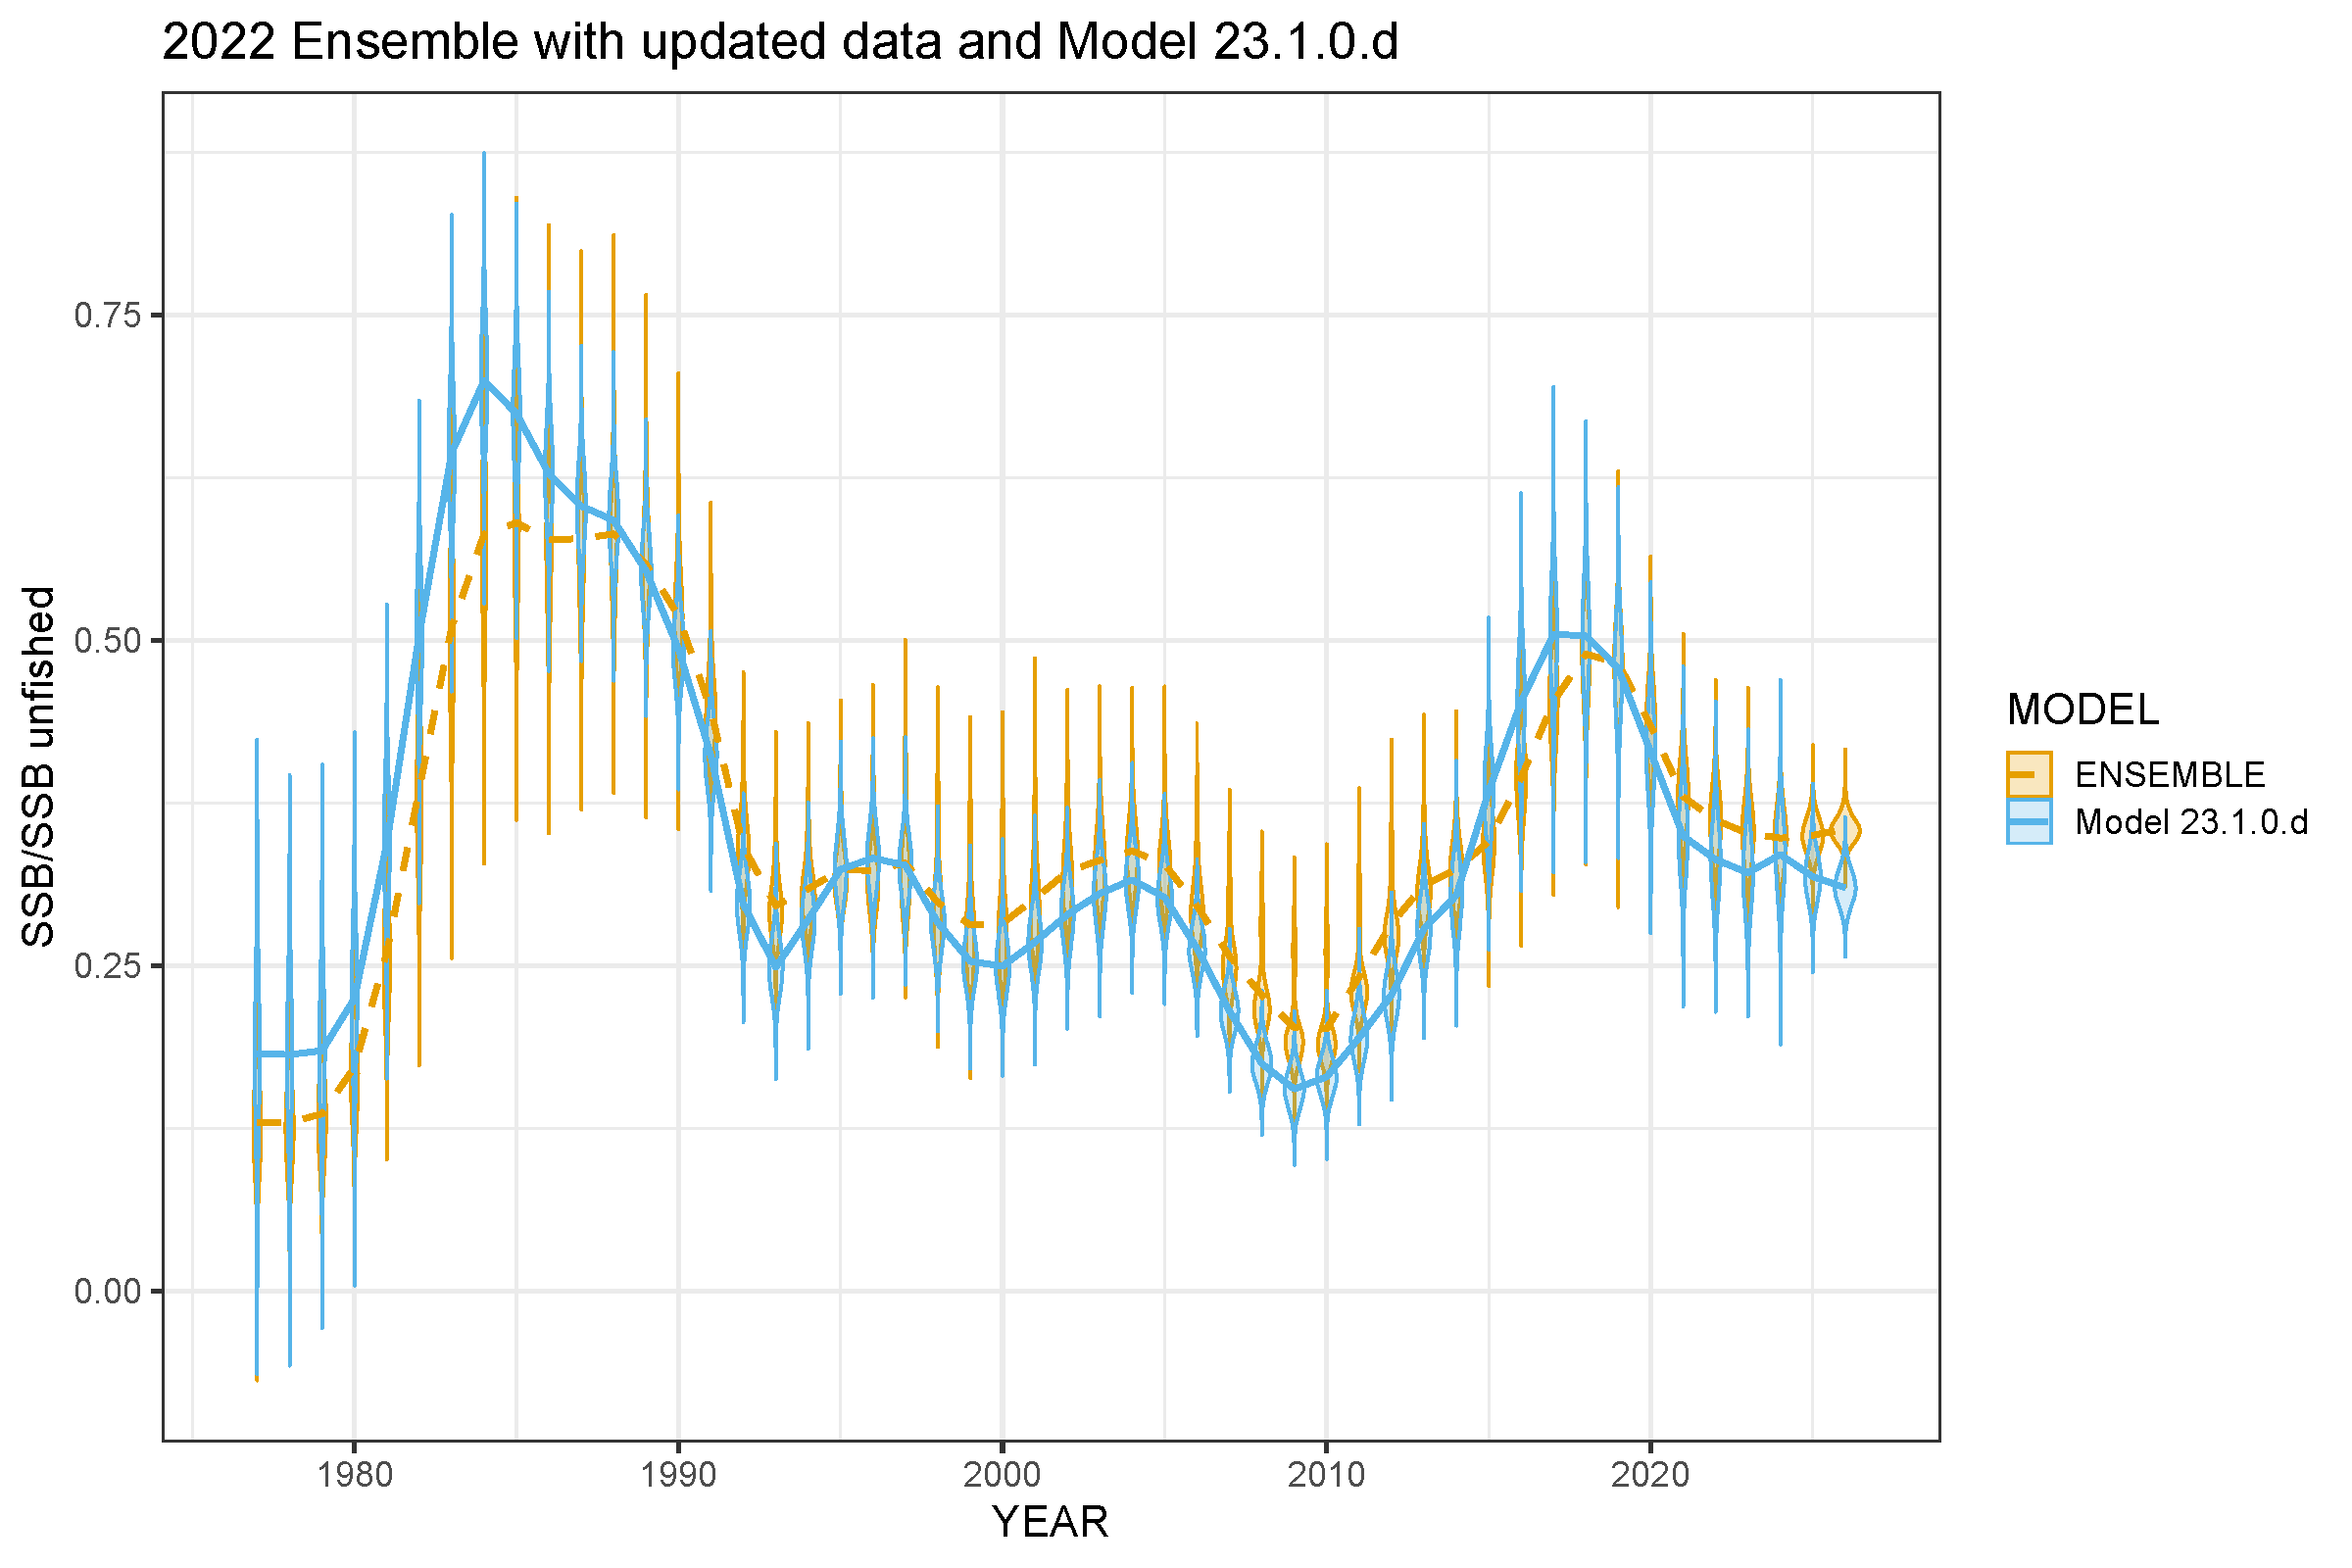 2022 Ensemble with updated data and Model 23.1.0.d
SSB/SSB unfished
0.75
0.50
0.25
0.00
1980
1990
2000
2010
2020
YEAR
MODEL
ENSEMBLE
Model 23.1.0.d